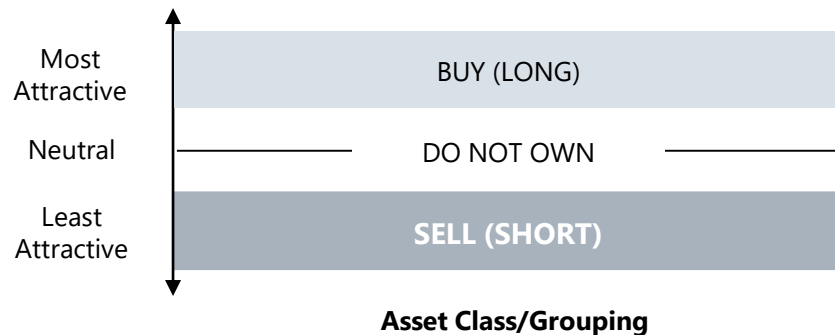 Most
Attractive
BUY (LONG)
Neutral
DO NOT OWN
Least
Attractive
SELL (SHORT)
Asset Class/Grouping